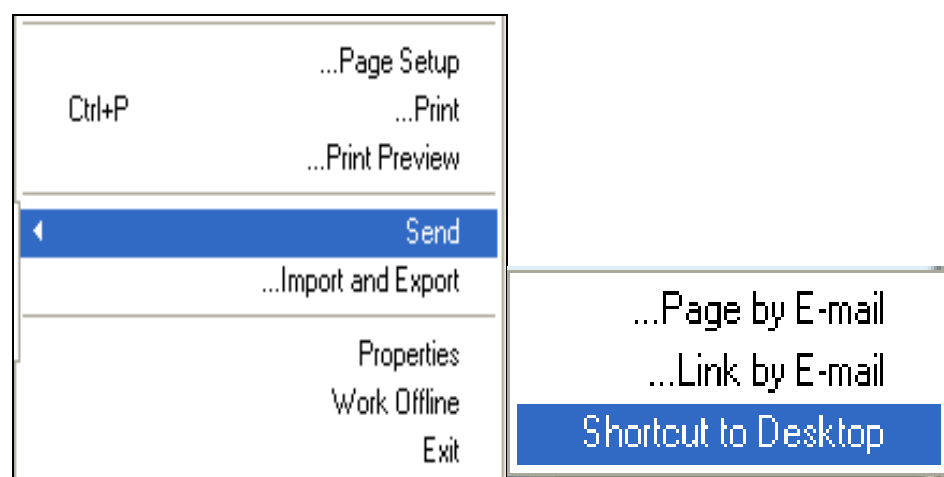 ...Page Setup
Ctrl+P ...Print
...Print Preview
Send
...Import and Export
Properties
Work Offline
Exit
...Page by E-mail
...Link by E-mail
Shortcut to Desktop